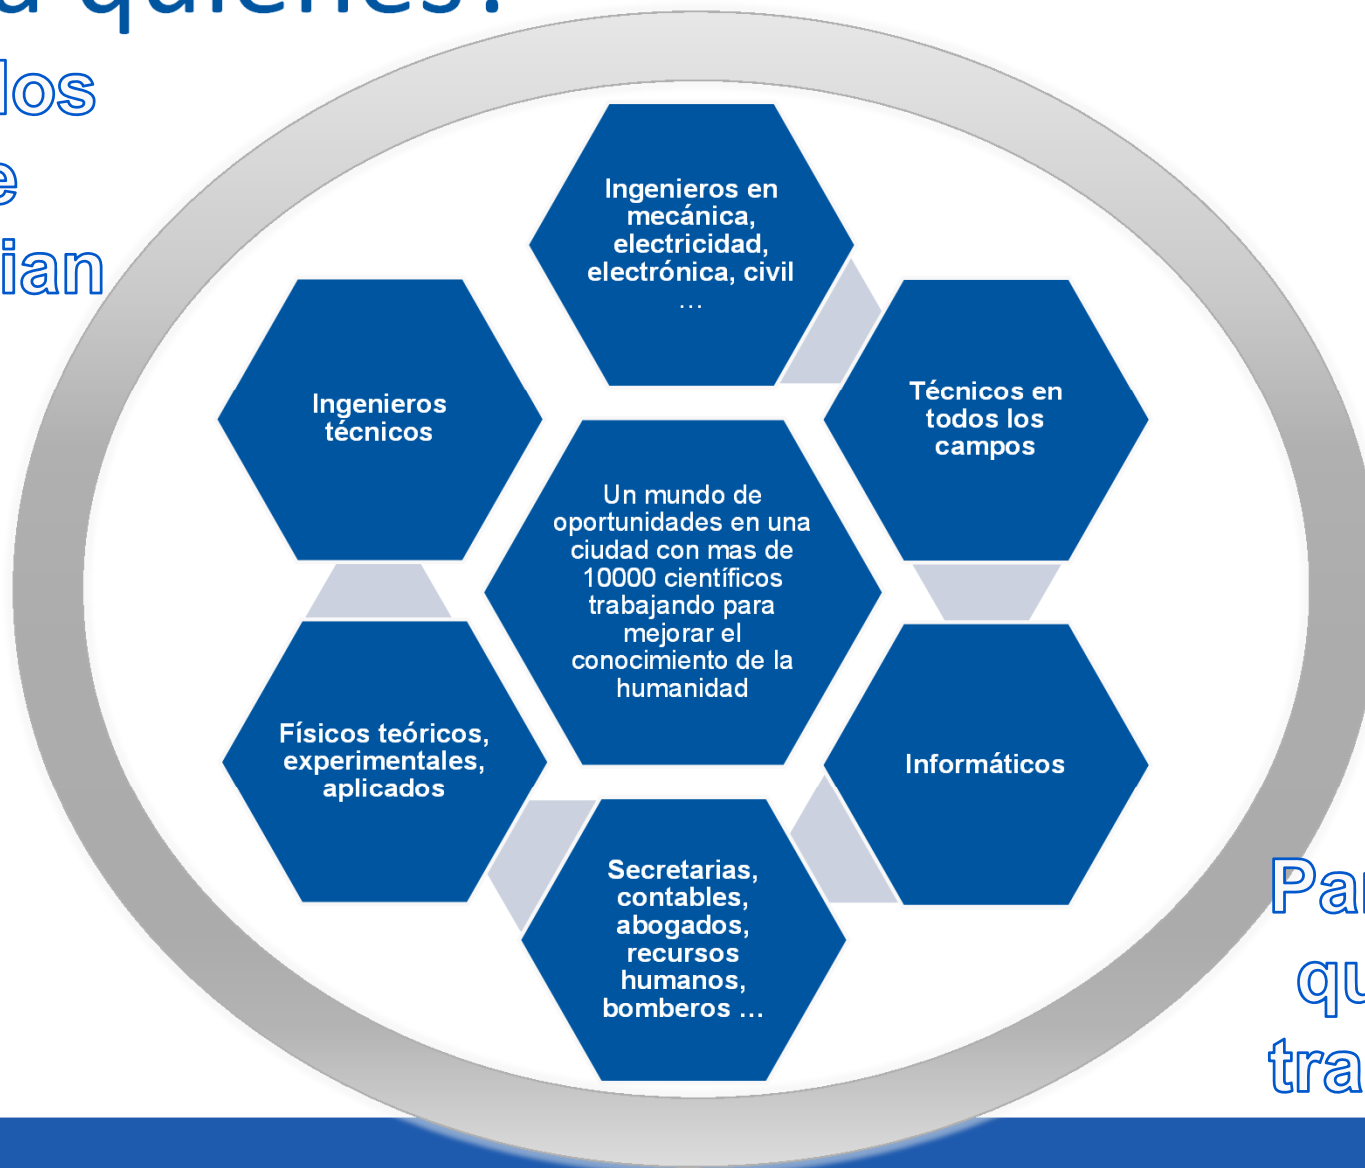 a quienes?
los
e
ian
Ingenieros en
mecánica,
electricidad,
electrónica, civil
…
Técnicos en
todos los
campos
Informáticos
Secretarias,
contables,
abogados,
recursos
humanos,
bomberos …
Físicos teóricos,
experimentales,
aplicados
Ingenieros
técnicos
Un mundo de
oportunidades en una
ciudad con mas de
10000 científicos
trabajando para
mejorar el
conocimiento de la
humanidad
Par
qu
tra